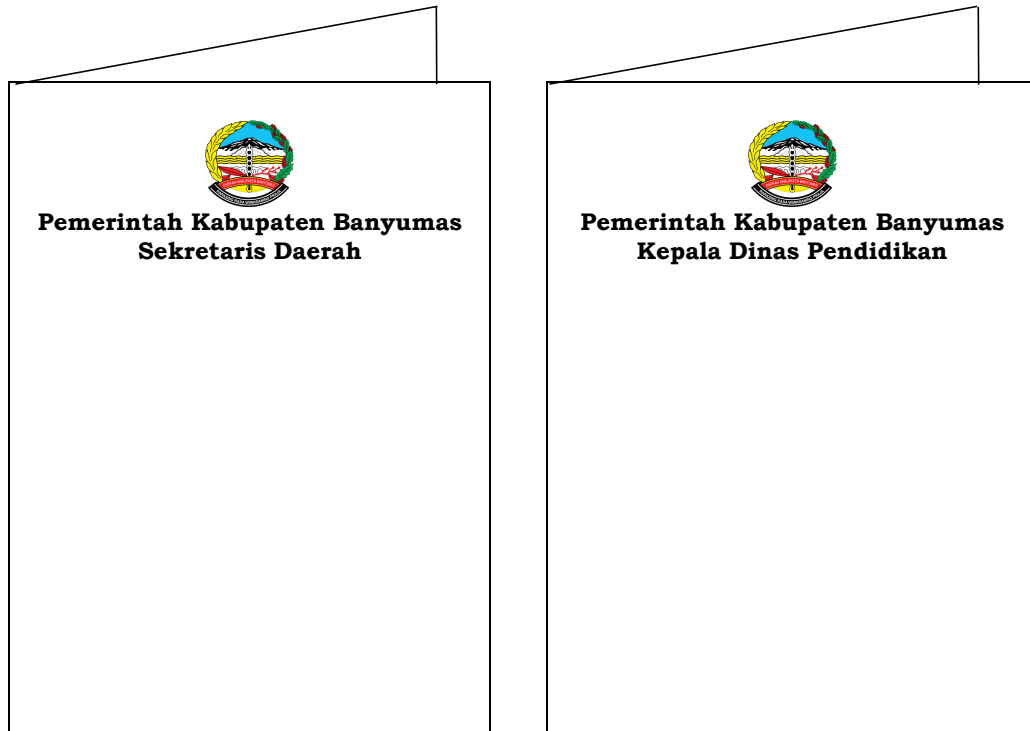 Pemerintah Kabupaten Banyumas
Sekretaris Daerah
Pemerintah Kabupaten Banyumas
Kepala Dinas Pendidikan